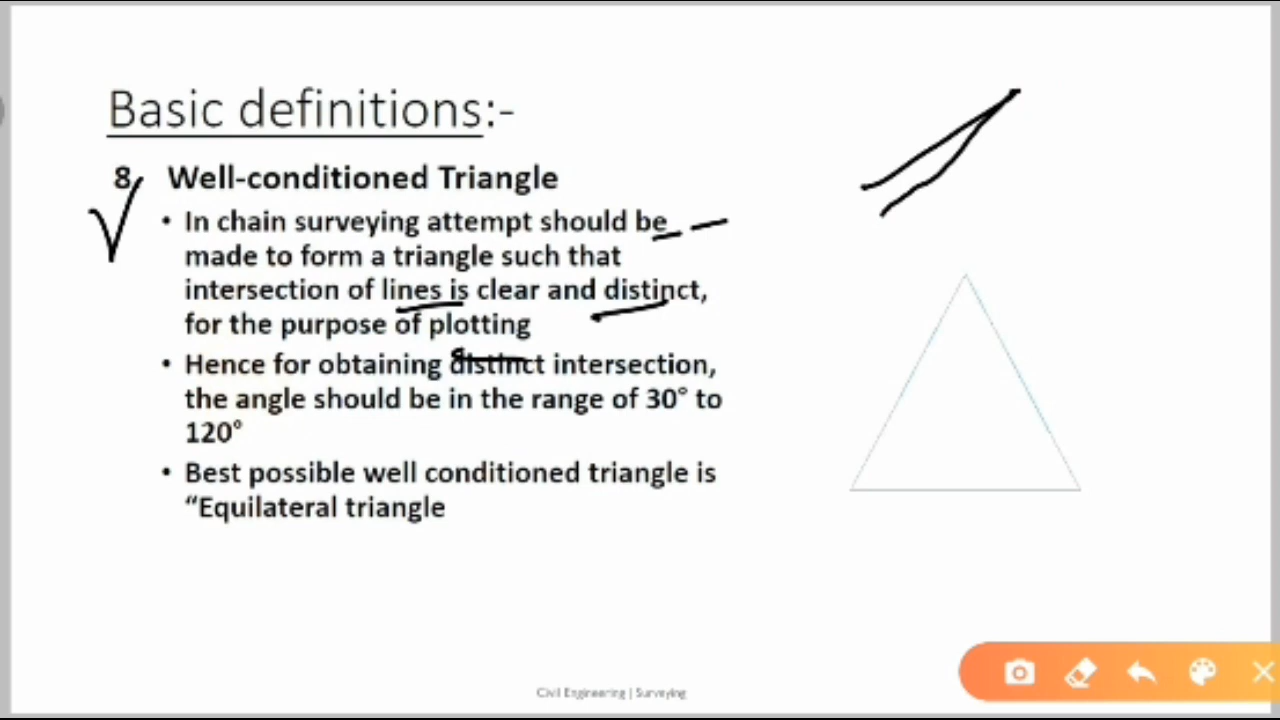 Basic definitions:-
8. Well-conditioned Triangle
• In chain surveying attempt should be
made to form a triangle such that
intersection of lines is clear and distinct,
for the purpose of plotting
• Hence for obtaining distinct intersection,
the angle should be in the range of 30° to
120°
• Best possible well conditioned triangle is
“Equilateral triangle
Civil Engineering | Surveying